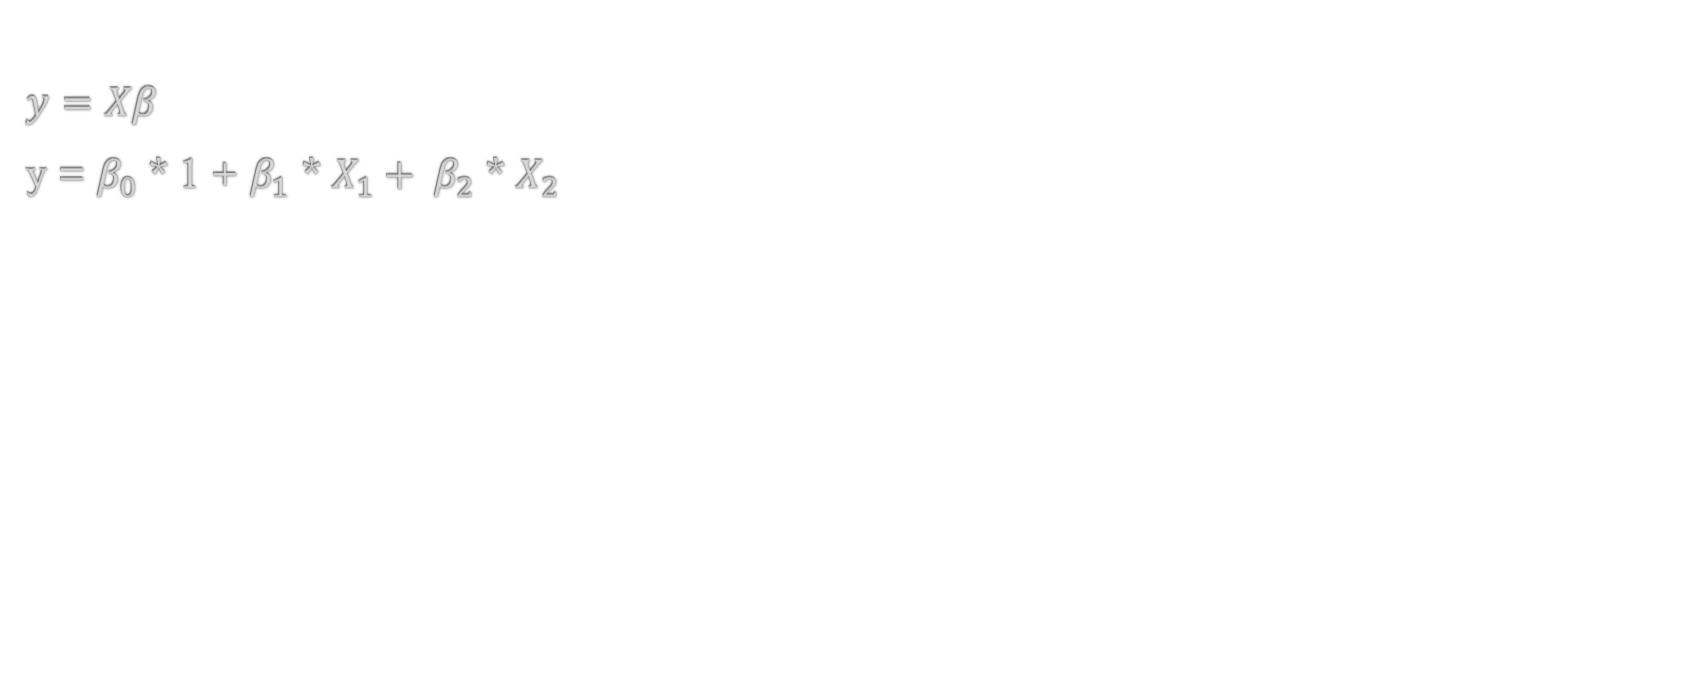 y = Xβ
y = β₀ * 1 + β₁ * X₁ + β₂ * X₂